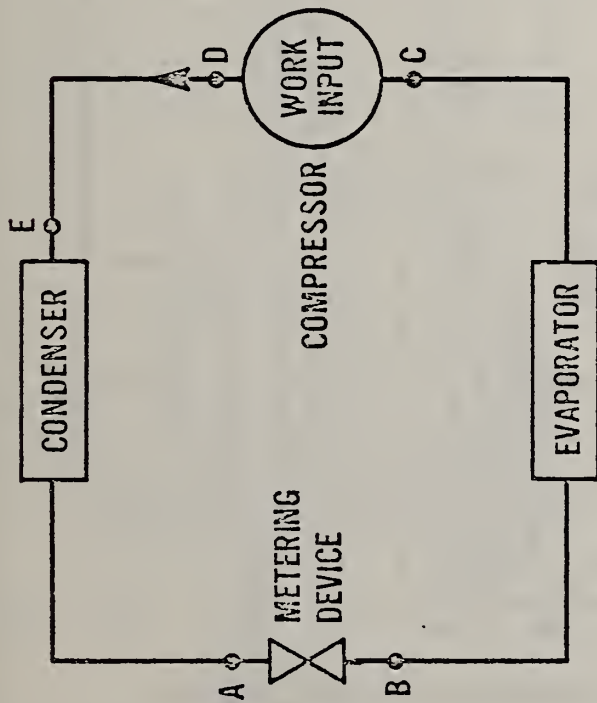 E
D
CONDENSER
WORK
INPUT
COMPRESSOR
C
A
METERING
DEVICE
B
EVAPORATOR